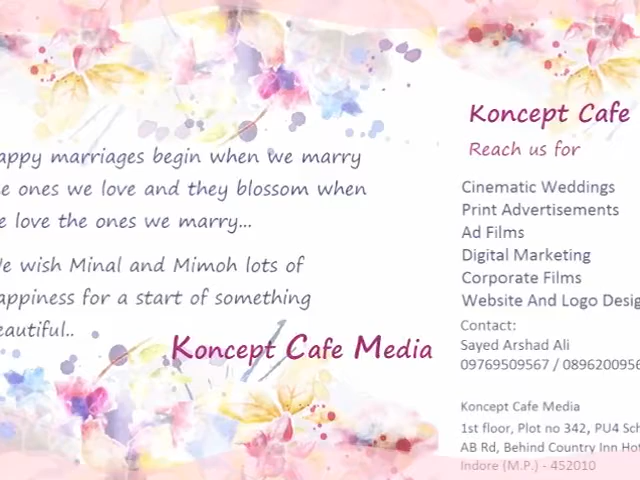 appy marriages begin when we marry
e ones we love and they blossom when
e love the ones we marry...
e wish Minal and Mimoh lots of
appiness for a start of something
eautiful..
Koncept Cafe Media
Koncept Cafe
Reach us for
Cinematic Weddings
Print Advertisements
Ad Films
Digital Marketing
Corporate Films
Website And Logo Desig
Contact:
Sayed Arshad Ali
09769509567 / 0896200956
Koncept Cafe Media
1st floor, Plot no 342, PU4 Sch
AB Rd, Behind Country Inn Hot
Indore (M.P.) - 452010